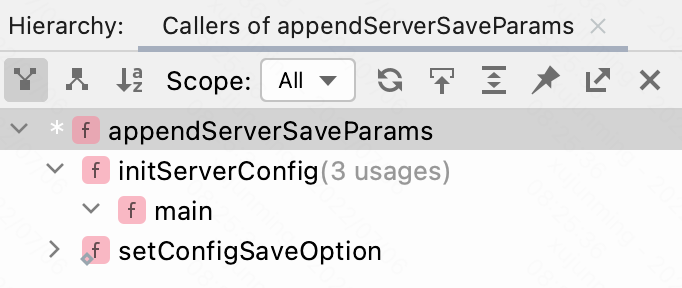 Hierarchy: Callers of appendServerSaveParams
Scope: All
* appendServerSaveParams
initServerConfig(3 usages)
main
setConfigSaveOption